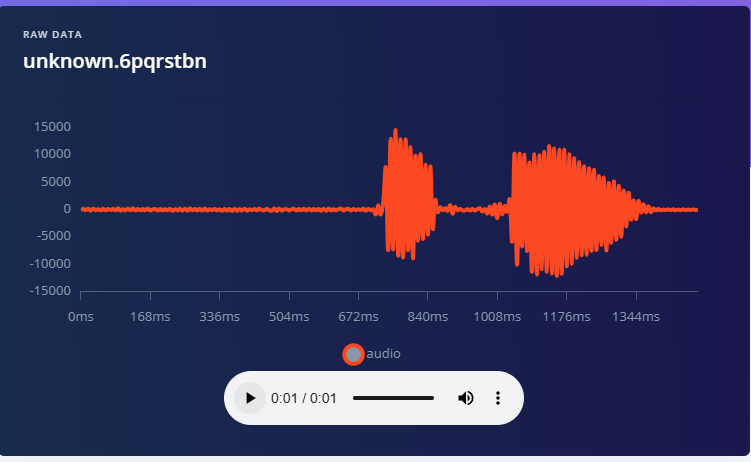 RAW DATA
unknown.6pqrstbn
15000
10000
5000
0
-5000
-10000
-15000
0ms 168ms 336ms 504ms 672ms 840ms 1008ms 1176ms 1344ms
audio
0:01 / 0:01